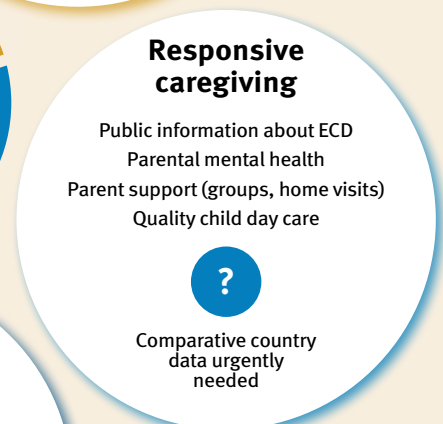 Responsive
caregiving
Public information about ECD
Parental mental health
Parent support (groups, home visits)
Quality child day care
?
Comparative country
data urgently
needed